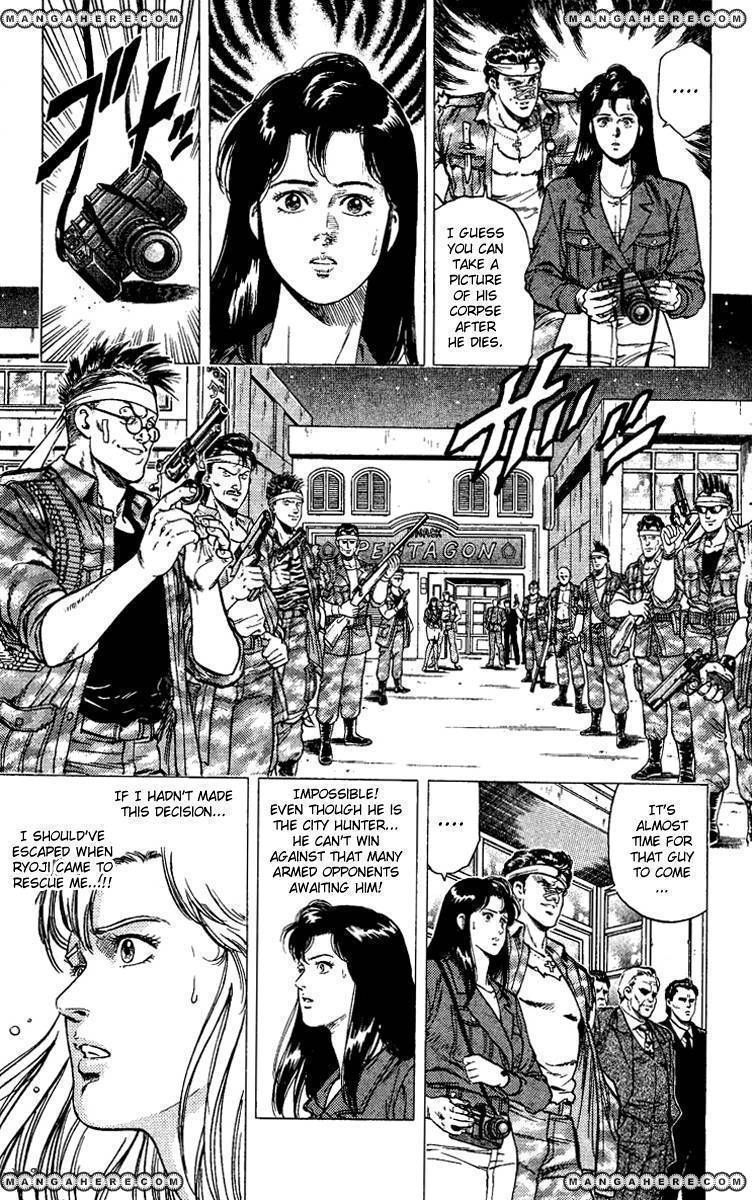 MANGAHERE.COM
MANGAHERE.COM
....
I GUESS
YOU CAN
TAKE A
PICTURE
OF HIS
CORPSE
AFTER
HE DIES.
ザッ
NACK
PENTAGON
IT'S
ALMOST
TIME FOR
THAT GUY
TO COME
...
....
IMPOSSIBLE!
EVEN THOUGH HE IS
THE CITY HUNTER...
HE CAN'T WIN
AGAINST THAT MANY
ARMED OPPONENTS
AWAITING HIM!
IF I HADN'T MADE
THIS DECISION...
I SHOULD'VE
ESCAPED WHEN
RYOJI CAME TO
RESCUE ME..!!!
MANGAHERE.COM
MANGAHERE.COM